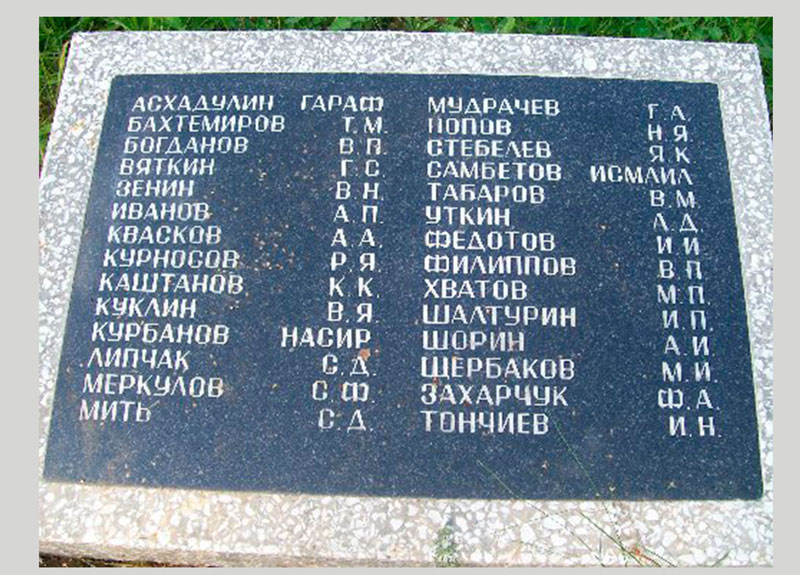 АСХАДУЛИН ГАРАФ
БАХТЕМИРОВ Т. М.
БОГДАНОВ В. П.
ВЯТКИН Г. С.
ЗЕНИН В. Н.
ИВАНОВ А. П.
КВАСКОВ А. А.
КУРНОСОВ Р. Я.
КАШТАНОВ К. К.
КУКЛИН В. Я.
КУРБАНОВ НАСИР
ЛИПЧАК С. Д.
МЕРКУЛОВ С. Ф.
МИТЬ С. Д.
МУДРАЧЕВ Г. А.
ПОПОВ Н Я
СТЕБЕЛЕВ Я К
САМБЕТОВ ИСМАИЛ
ТАБАРОВ В. М.
УТКИН Л. Д.
ФЕДОТОВ И И
ФИЛИППОВ В П
ХВАТОВ М. П.
ШАЛТУРИН И. П.
ШОРИН А. И
ЩЕРБАКОВ М. И.
ЗАХАРЧУК Ф. А.
ТОНЧИЕВ И. Н.